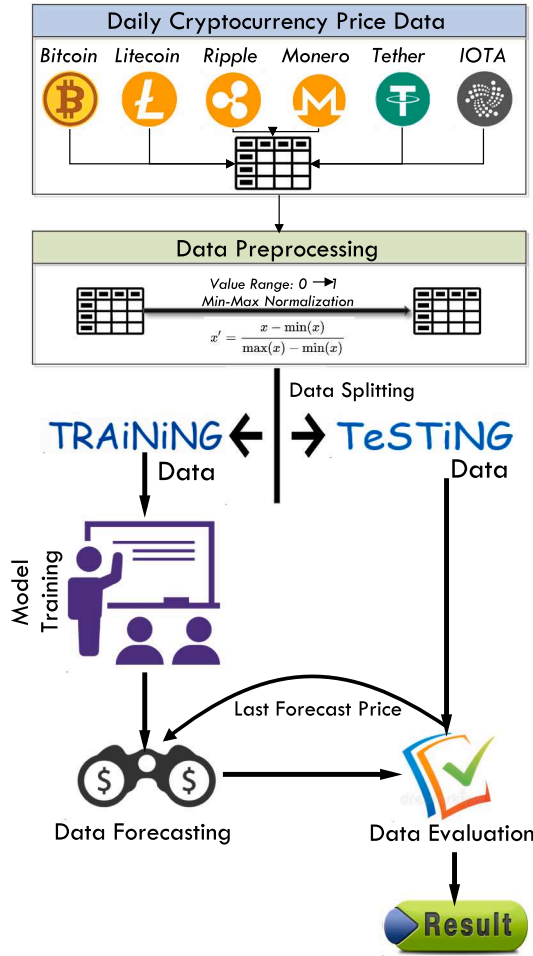 Daily Cryptocurrency Price Data
Bitcoin Litecoin Ripple Monero Tether IOTA
Data Preprocessing
Value Range: 0 → 1
Min-Max Normalization
x′ = (x − min(x)) / (max(x) − min(x))
Data Splitting
TRAiNiNG TeSTiNG
Data Data
Model
Training
Last Forecast Price
$ $
Data Forecasting Data Evaluation
Result